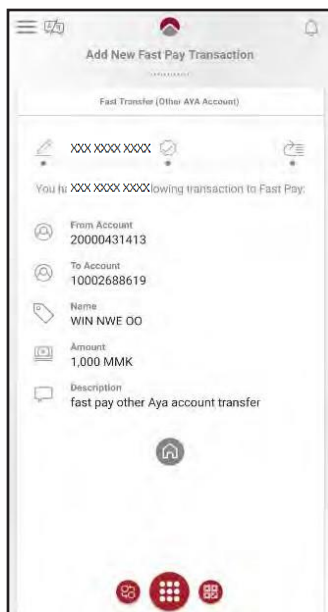 Add New Fast Pay Transaction
Fast Transfer (Other AYA Account)
XXX XXXX XXXX
You ha XXX XXXX XXXX lowing transaction to Fast Pay:
From Account
20000431413
To Account
10002688619
Name
WIN NWE OO
Amount
1,000 MMK
Description
fast pay other Aya account transfer